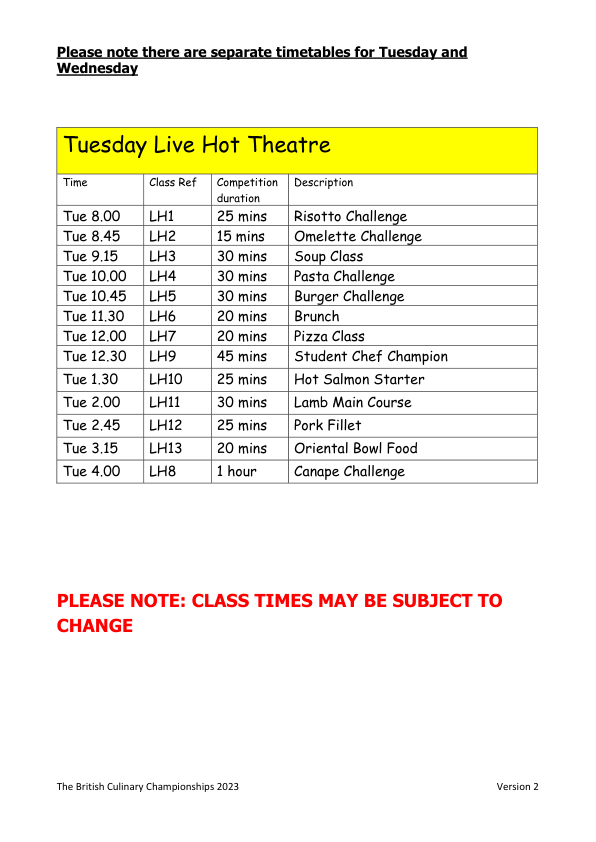 Please note there are separate timetables for Tuesday and
Wednesday
Tuesday Live Hot Theatre
Time Class Ref Competition duration Description
Tue 8.00 LH1 25 mins Risotto Challenge
Tue 8.45 LH2 15 mins Omelette Challenge
Tue 9.15 LH3 30 mins Soup Class
Tue 10.00 LH4 30 mins Pasta Challenge
Tue 10.45 LH5 30 mins Burger Challenge
Tue 11.30 LH6 20 mins Brunch
Tue 12.00 LH7 20 mins Pizza Class
Tue 12.30 LH9 45 mins Student Chef Champion
Tue 1.30 LH10 25 mins Hot Salmon Starter
Tue 2.00 LH11 30 mins Lamb Main Course
Tue 2.45 LH12 25 mins Pork Fillet
Tue 3.15 LH13 20 mins Oriental Bowl Food
Tue 4.00 LH8 1 hour Canape Challenge
PLEASE NOTE: CLASS TIMES MAY BE SUBJECT TO
CHANGE
The British Culinary Championships 2023 Version 2